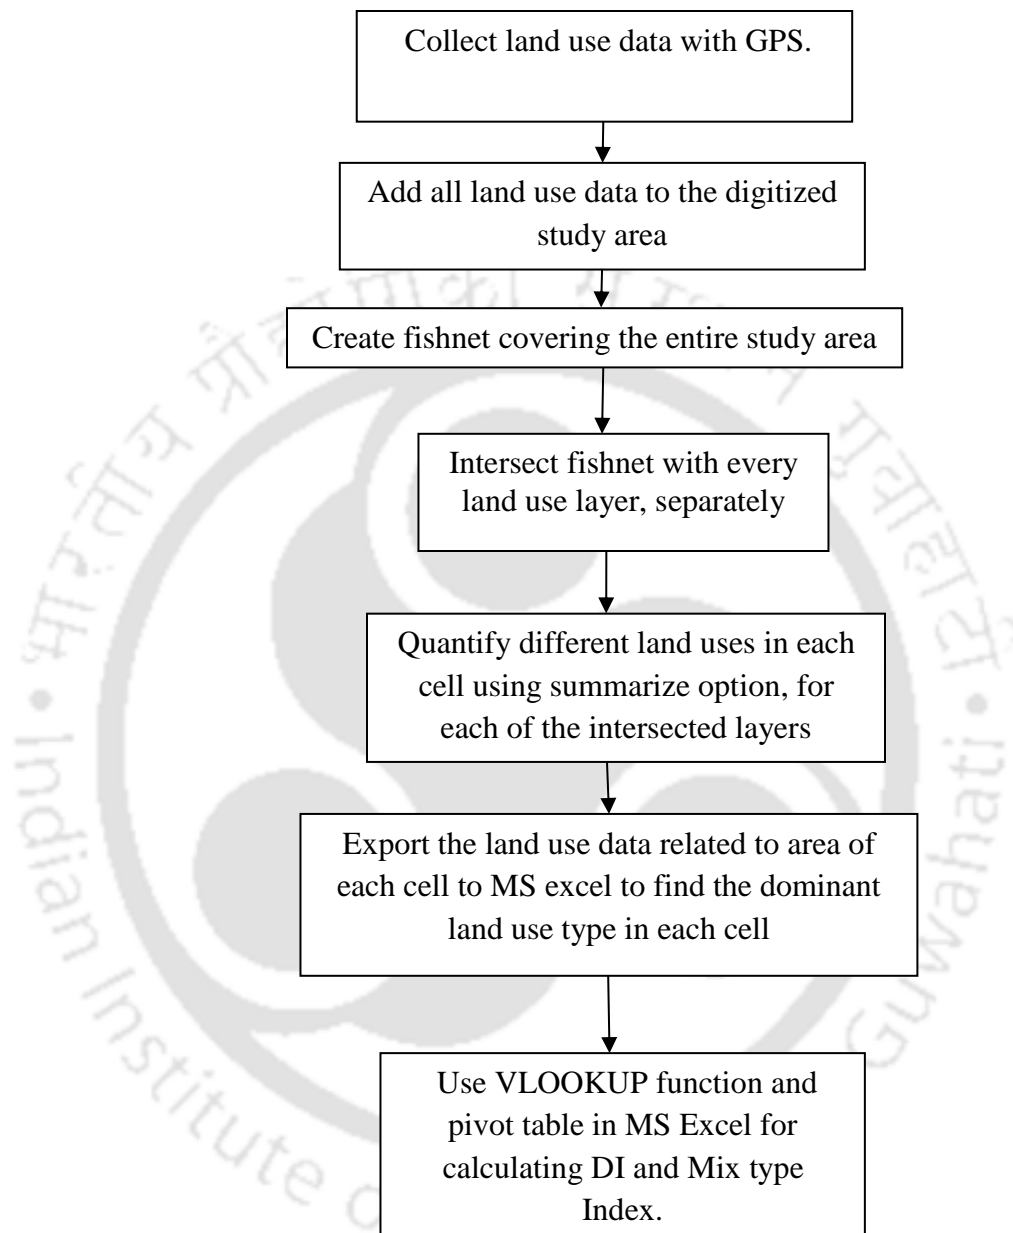 Collect land use data with GPS.
Add all land use data to the digitized
study area
Create fishnet covering the entire study area
Intersect fishnet with every
land use layer, separately
Quantify different land uses in each
cell using summarize option, for
each of the intersected layers
Export the land use data related to area of
each cell to MS excel to find the dominant
land use type in each cell
Use VLOOKUP function and
pivot table in MS Excel for
calculating DI and Mix type
Index.
Indian Institute o
Guwahati